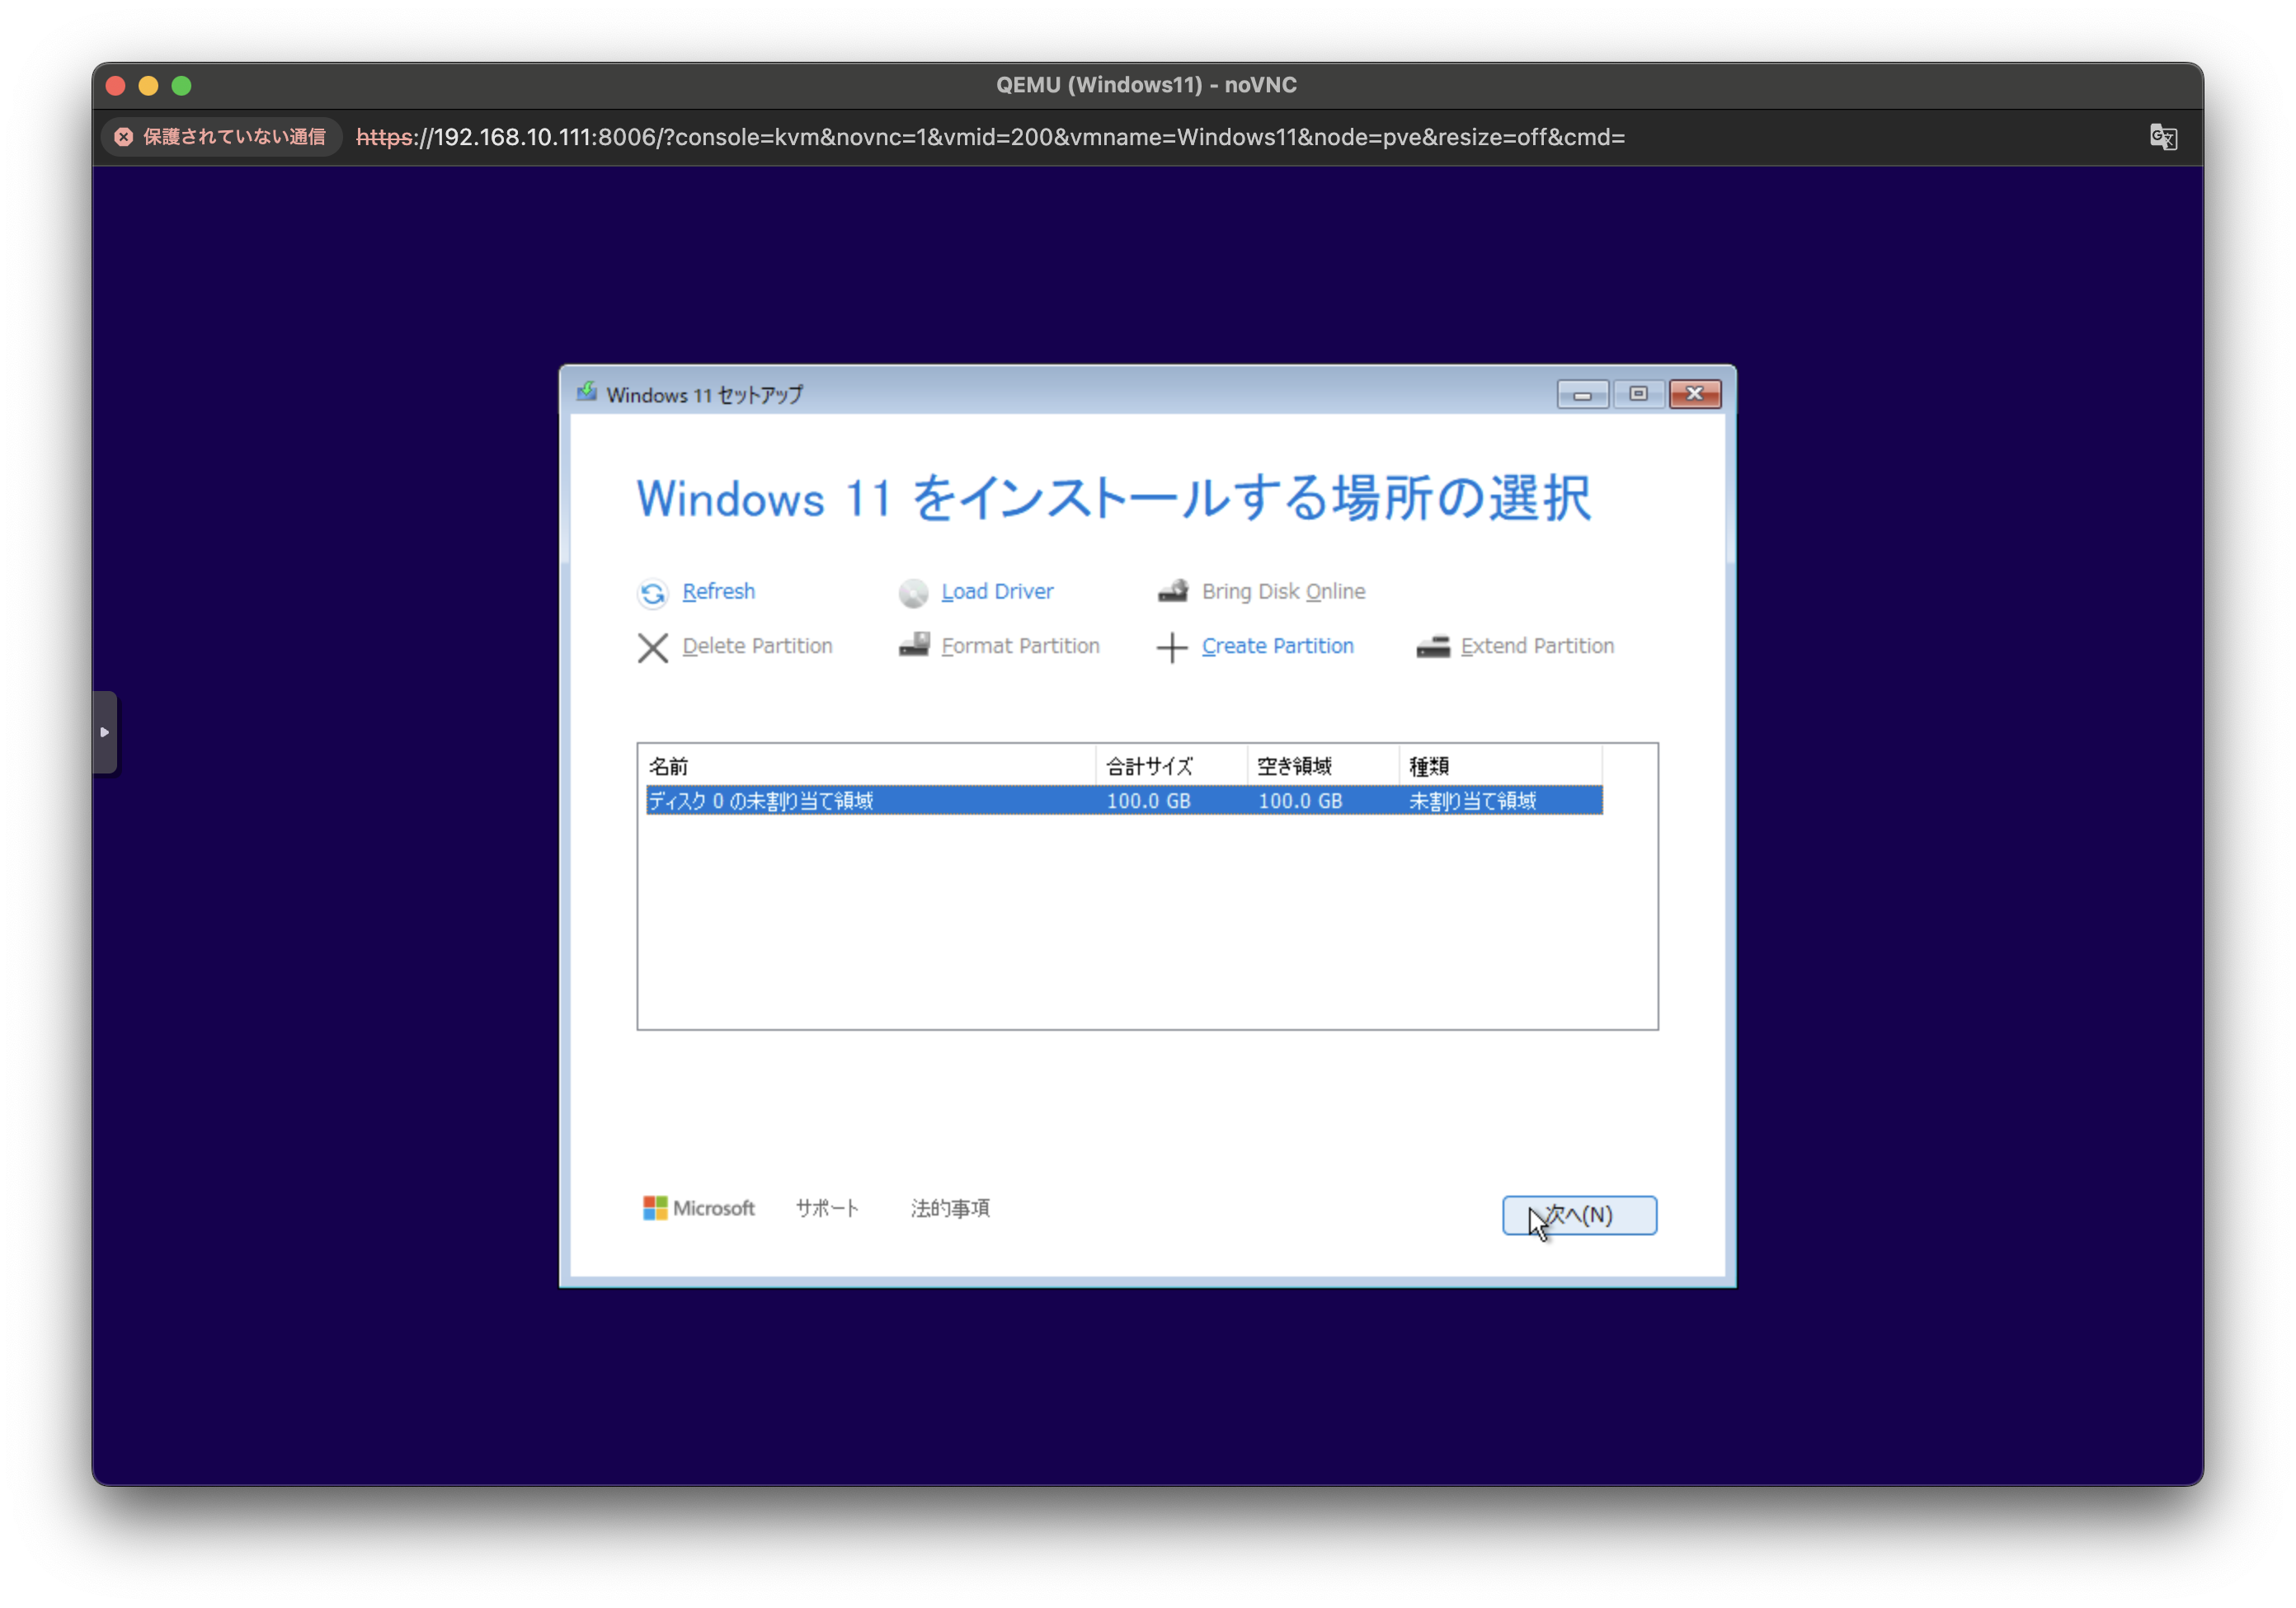 QEMU (Windows11) - noVNC
保護されていない通信 https://192.168.10.111:8006/?console=kvm&novnc=1&vmid=200&vmname=Windows11&node=pve&resize=off&cmd=
Windows 11 セットアップ
Windows 11 をインストールする場所の選択
Refresh Load Driver Bring Disk Online
Delete Partition Format Partition Create Partition Extend Partition
名前 合計サイズ 空き領域 種類
ディスク 0 の未割り当て領域 100.0 GB 100.0 GB 未割り当て領域
Microsoft サポート 法的事項
次へ(N)